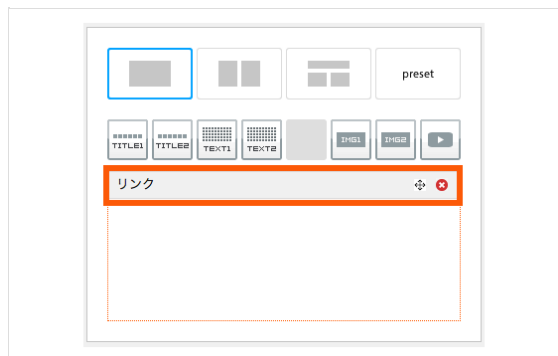 preset
TITLE1 TITLE2 TEXT1 TEXT2 IMG1 IMG2
リンク